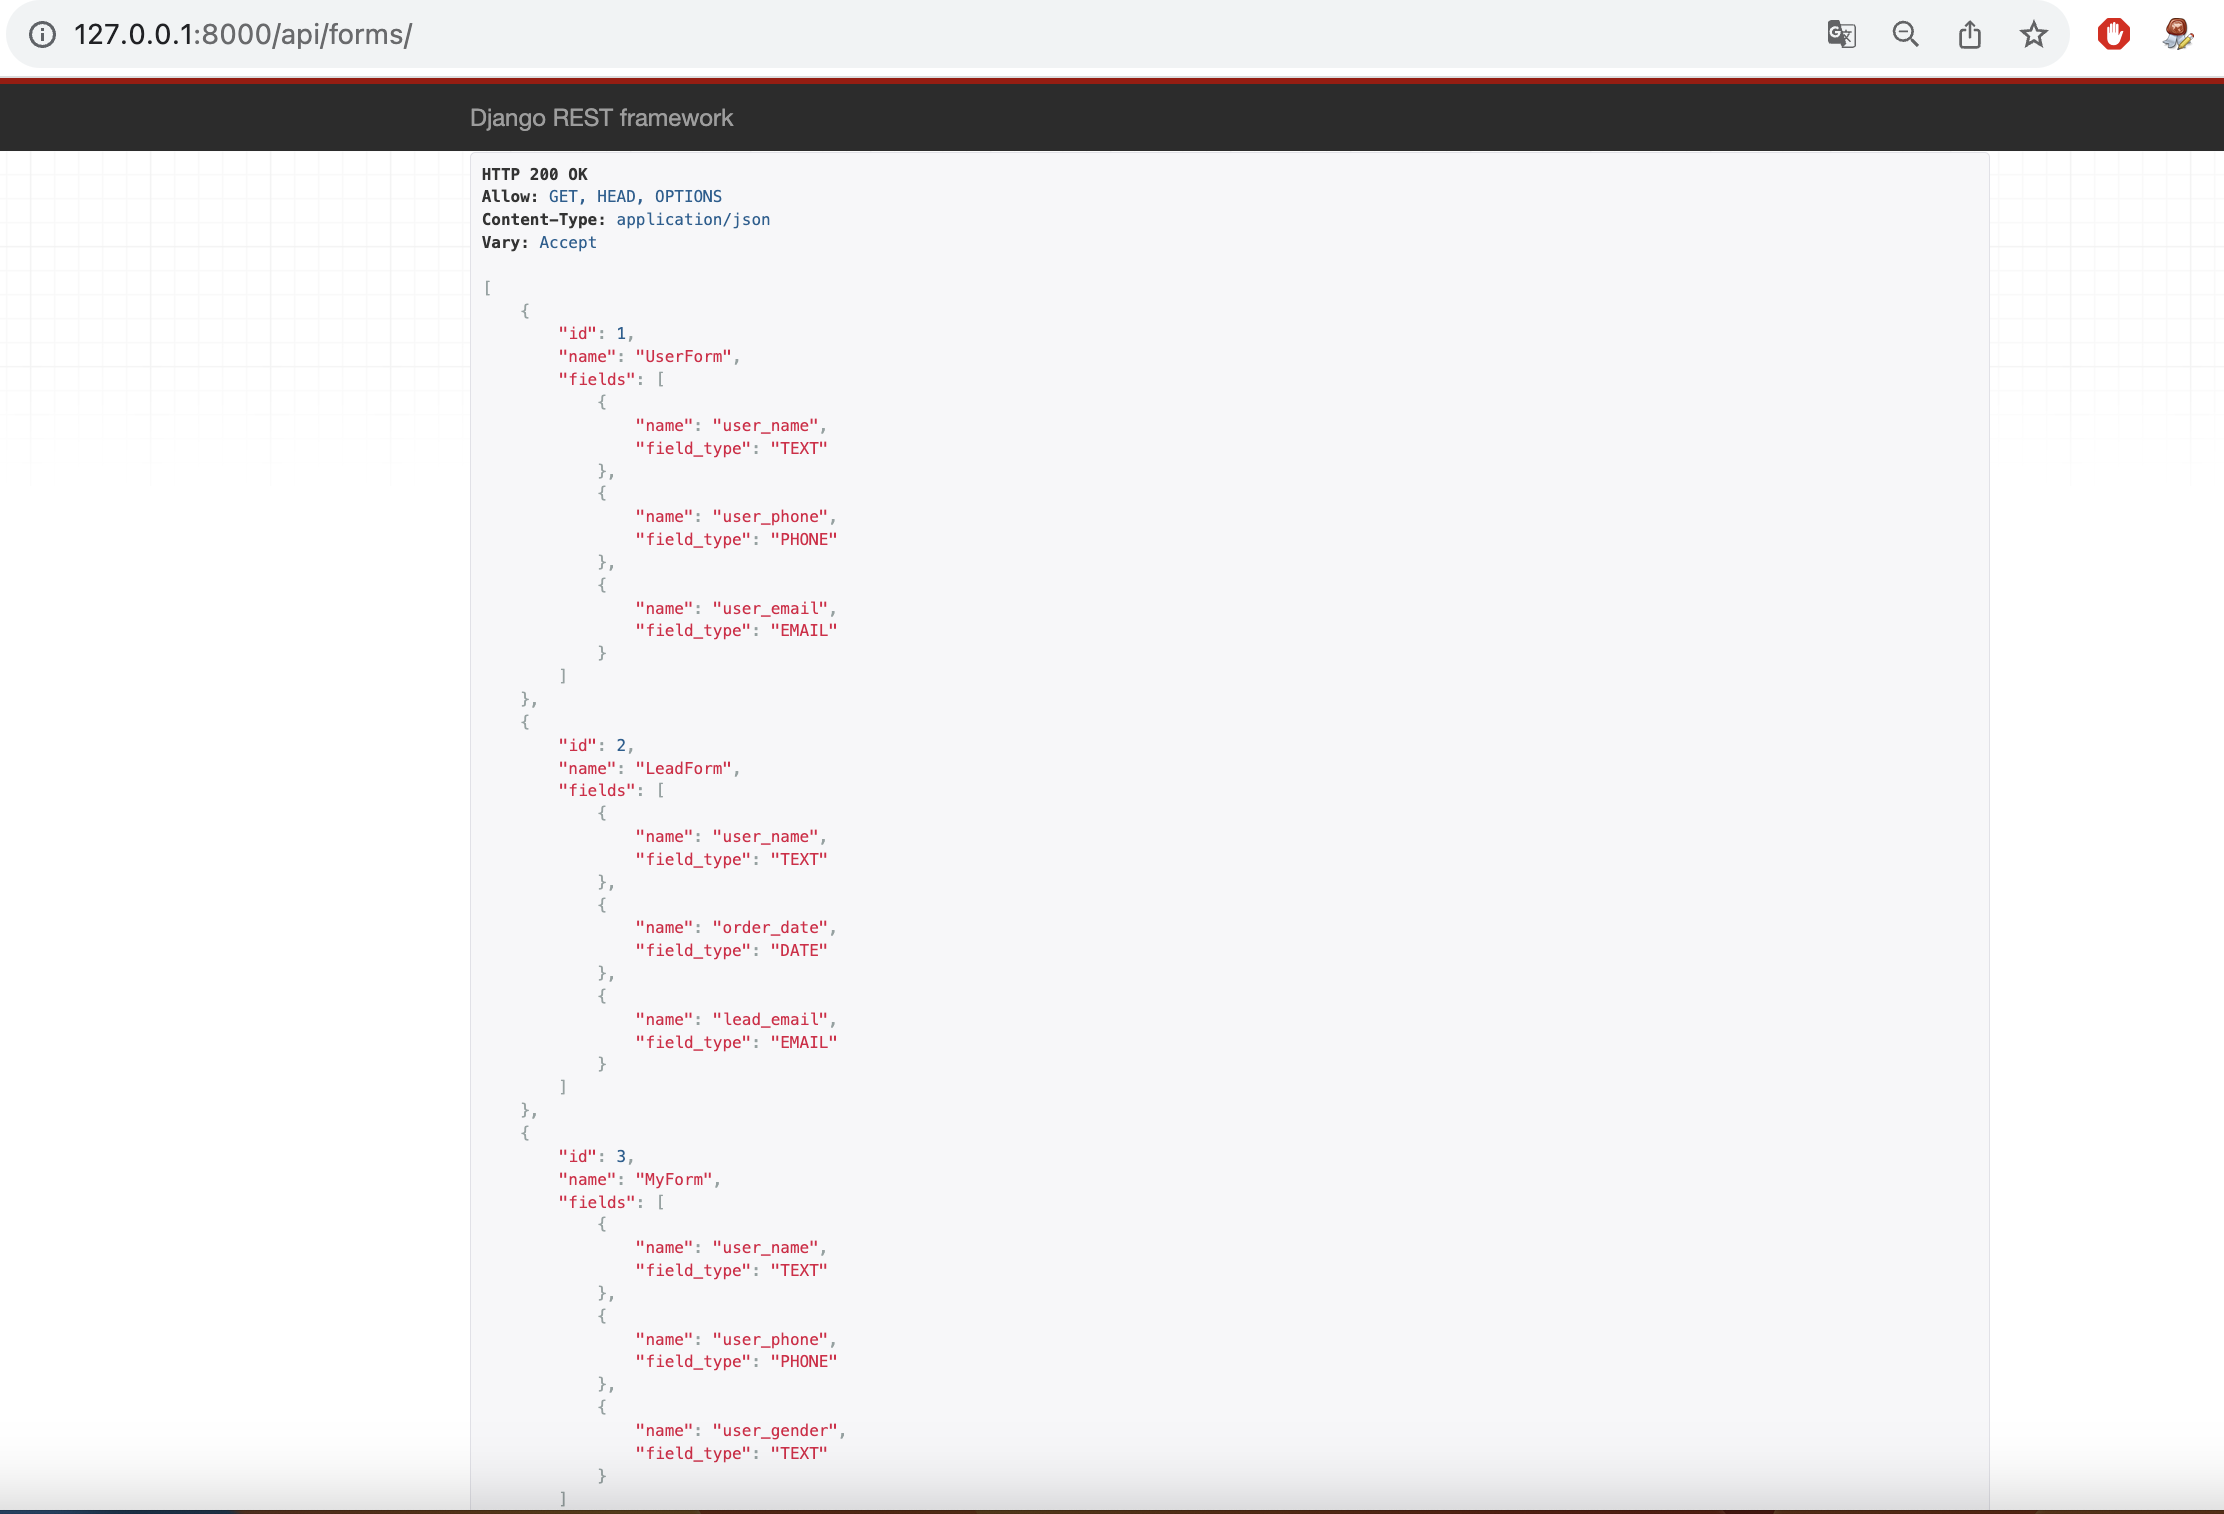 127.0.0.1:8000/api/forms/
Django REST framework
HTTP 200 OK
Allow: GET, HEAD, OPTIONS
Content-Type: application/json
Vary: Accept
[
    {
        "id": 1,
        "name": "UserForm",
        "fields": [
            {
                "name": "user_name",
                "field_type": "TEXT"
            },
            {
                "name": "user_phone",
                "field_type": "PHONE"
            },
            {
                "name": "user_email",
                "field_type": "EMAIL"
            }
        ]
    },
    {
        "id": 2,
        "name": "LeadForm",
        "fields": [
            {
                "name": "user_name",
                "field_type": "TEXT"
            },
            {
                "name": "order_date",
                "field_type": "DATE"
            },
            {
                "name": "lead_email",
                "field_type": "EMAIL"
            }
        ]
    },
    {
        "id": 3,
        "name": "MyForm",
        "fields": [
            {
                "name": "user_name",
                "field_type": "TEXT"
            },
            {
                "name": "user_phone",
                "field_type": "PHONE"
            },
            {
                "name": "user_gender",
                "field_type": "TEXT"
            }
        ]